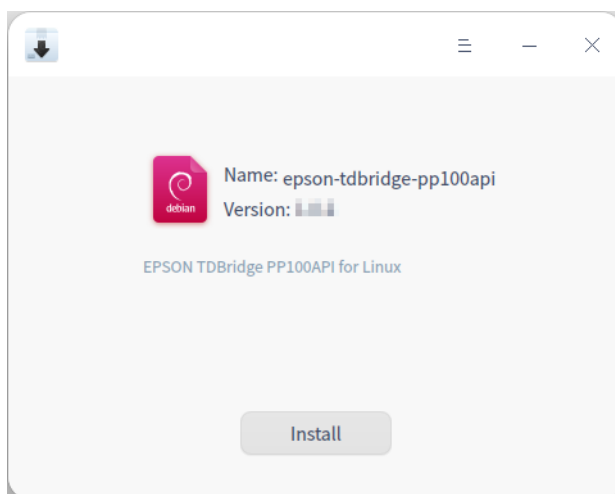 Name: epson-tdbridge-pp100api
debian
Version:
EPSON TDBridge PP100API for Linux
Install